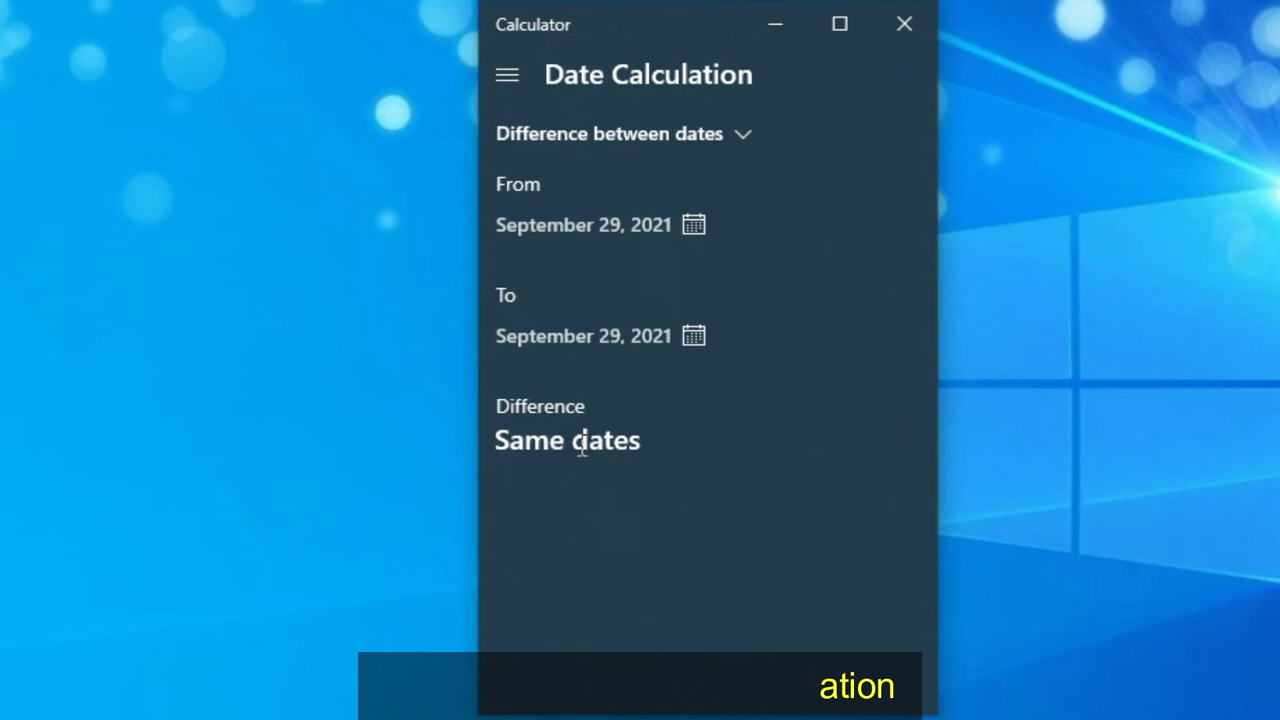 Calculator
Date Calculation
Difference between dates
From
September 29, 2021
To
September 29, 2021
Difference
Same dates
ation